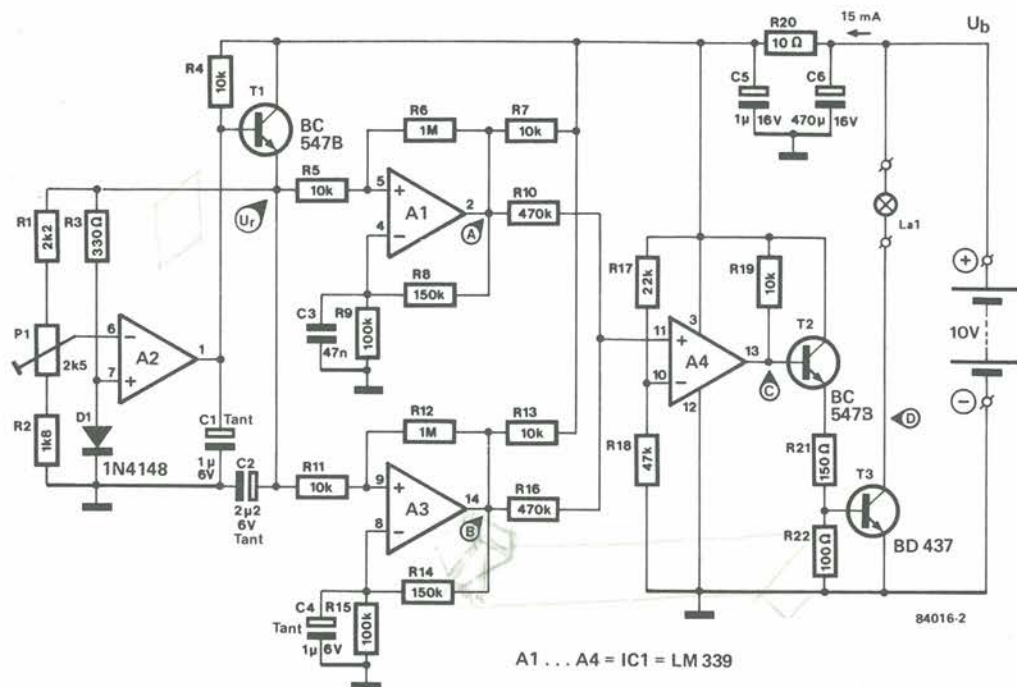 15 mA
U_b
R20
10 Ω
R4
10k
T1
BC
547B
C5
1µ
16V
C6
470µ
16V
R6
1M
R7
10k
R5
10k
5
+
4
−
A1
2
A
R10
470k
R1
2k2
R3
330Ω
U_r
La1
R8
150k
R17
22k
R19
10k
C3
47n
R9
100k
P1
2k5
6
−
7
+
A2
1
3
11
+
10
−
A4
13
12
C
T2
BC
547B
+
10V
−
D
R12
1M
R13
10k
R2
1k8
D1
1N4148
C1
Tant
1µ
6V
C2
2µ2
6V
Tant
R11
10k
9
+
8
−
A3
14
B
R16
470k
R18
47k
R21
150Ω
T3
BD 437
R22
100Ω
R14
150k
C4
Tant
1µ
6V
R15
100k
84016-2
A1 . . . A4 = IC1 = LM 339